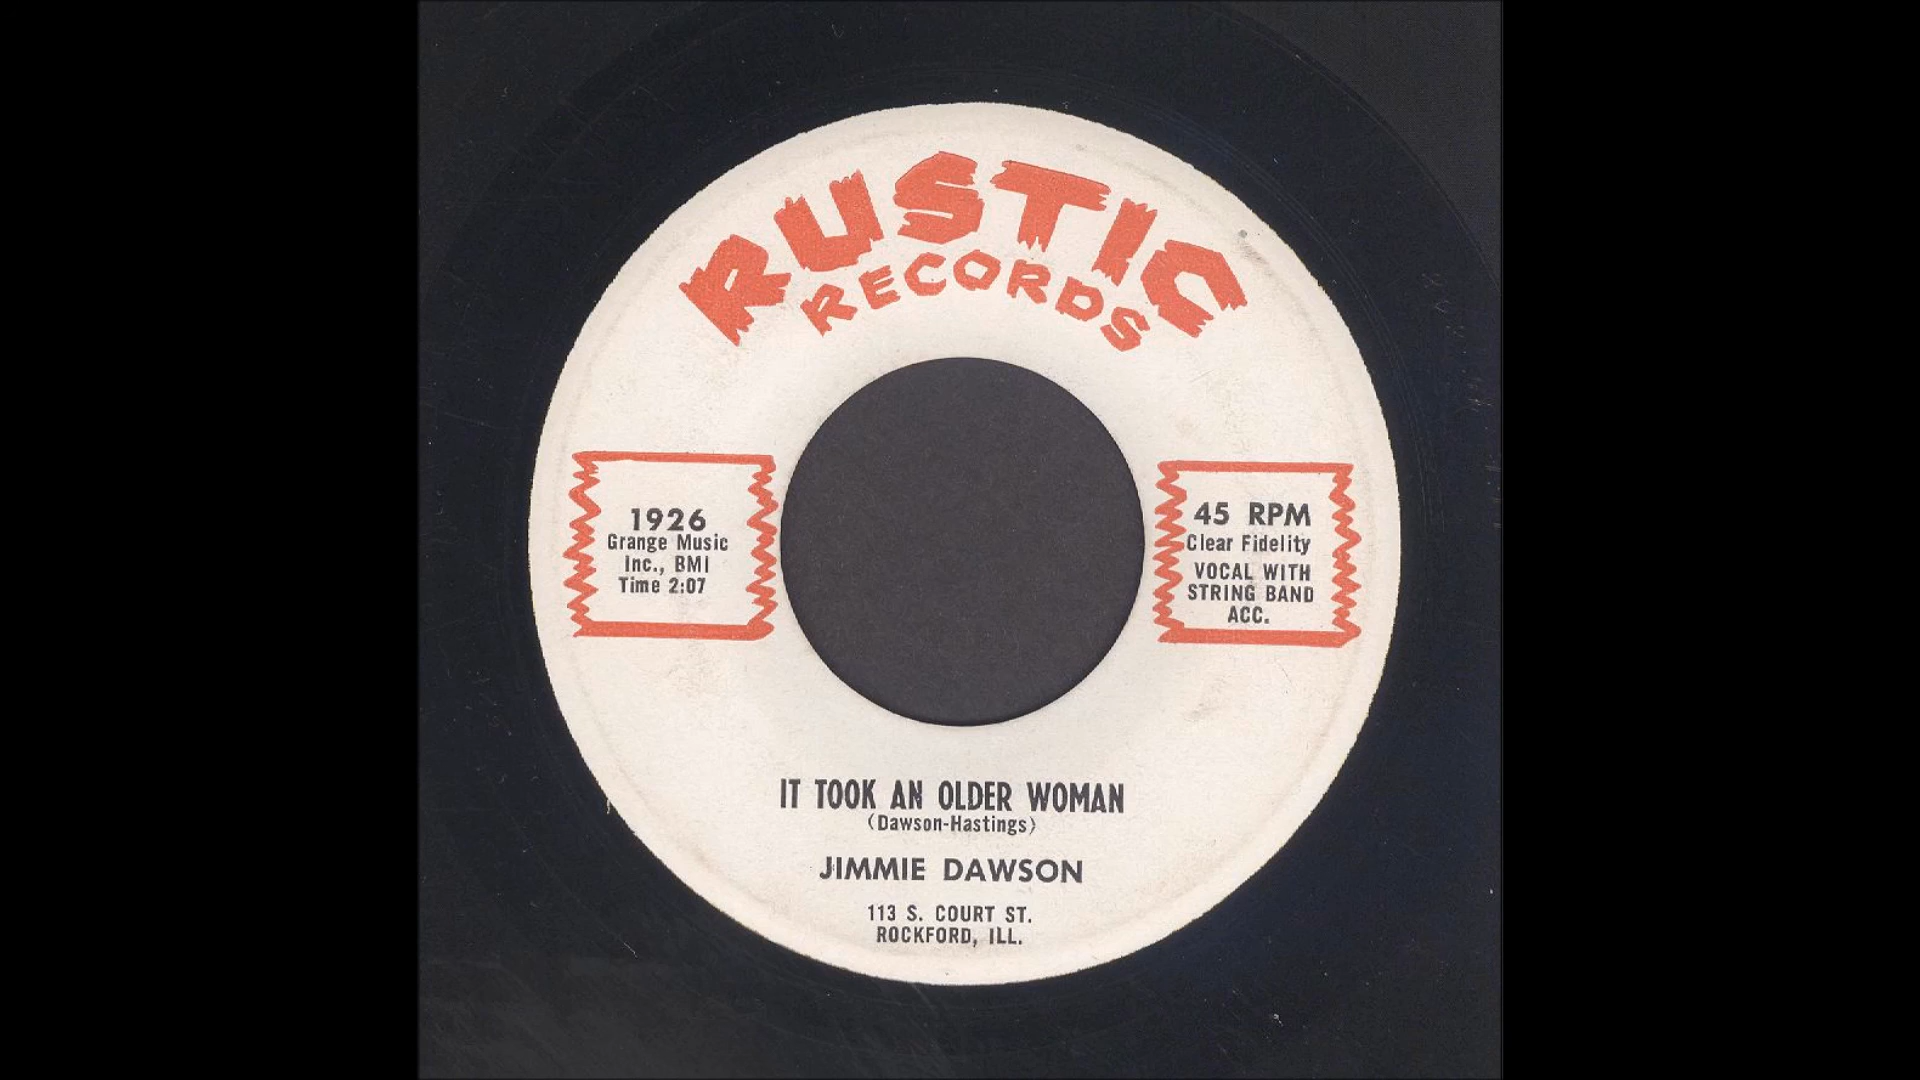 RUSTIC
RECORDS
1926
Grange Music
Inc., BMI
Time 2:07
45 RPM
Clear Fidelity
VOCAL WITH
STRING BAND
ACC.
IT TOOK AN OLDER WOMAN
(Dawson-Hastings)
JIMMIE DAWSON
113 S. COURT ST.
ROCKFORD, ILL.